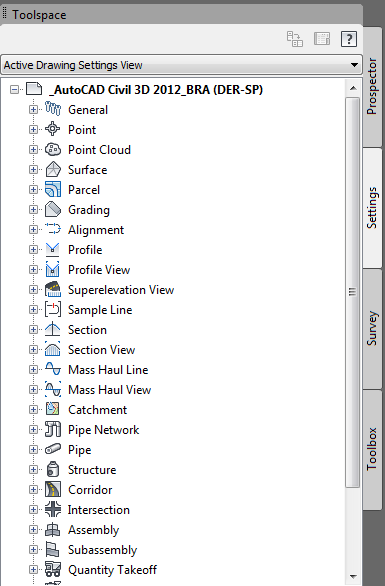 Toolspace
?
Active Drawing Settings View
_AutoCAD Civil 3D 2012_BRA (DER-SP)
General
Point
Point Cloud
Surface
Parcel
Grading
Alignment
Profile
Profile View
Superelevation View
Sample Line
Section
Section View
Mass Haul Line
Mass Haul View
Catchment
Pipe Network
Pipe
Structure
Corridor
Intersection
Assembly
Subassembly
Quantity Takeoff
Prospector
Settings
Survey
Toolbox